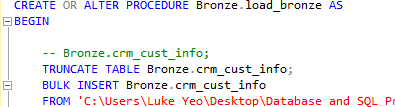 CREATE OR ALTER PROCEDURE Bronze.load_bronze AS
BEGIN
-- Bronze.crm_cust_info;
TRUNCATE TABLE Bronze.crm_cust_info;
BULK INSERT Bronze.crm_cust_info
FROM 'C:\Users\Luke Yeo\Desktop\Database and SQL Pr